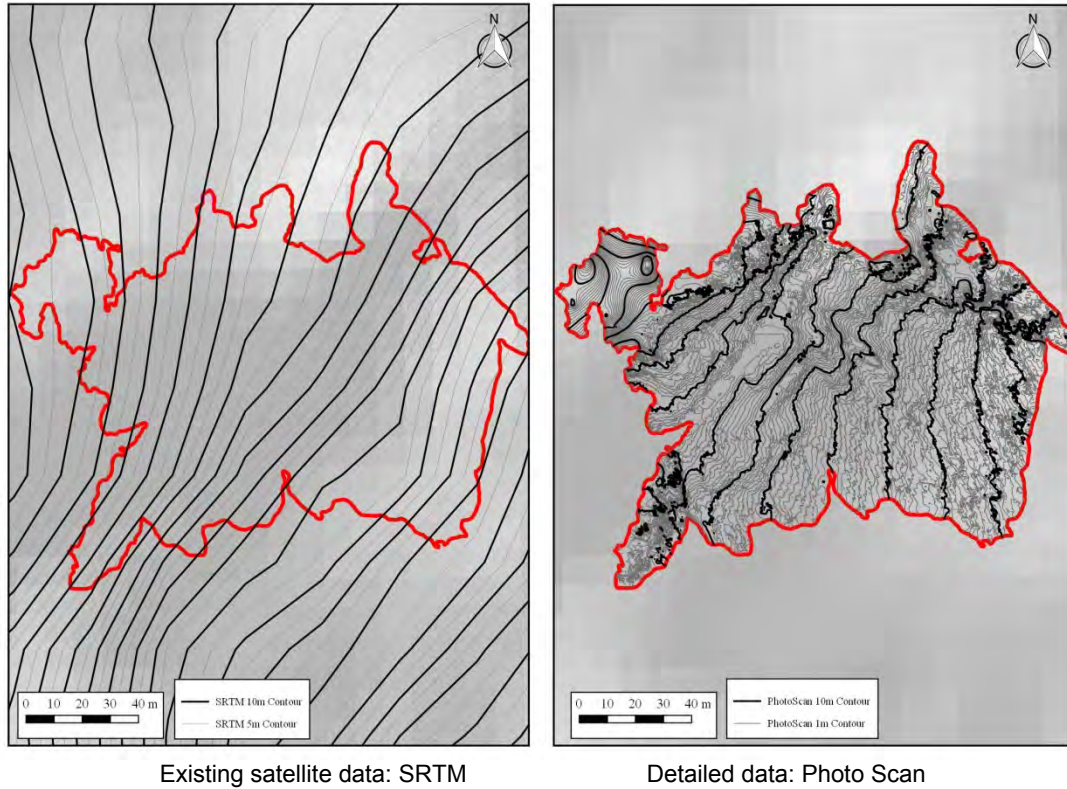 N
0 10 20 30 40 m
SRTM 10m Contour
SRTM 5m Contour
N
0 10 20 30 40 m
PhotoScan 10m Contour
PhotoScan 1m Contour
Existing satellite data: SRTM
Detailed data: Photo Scan